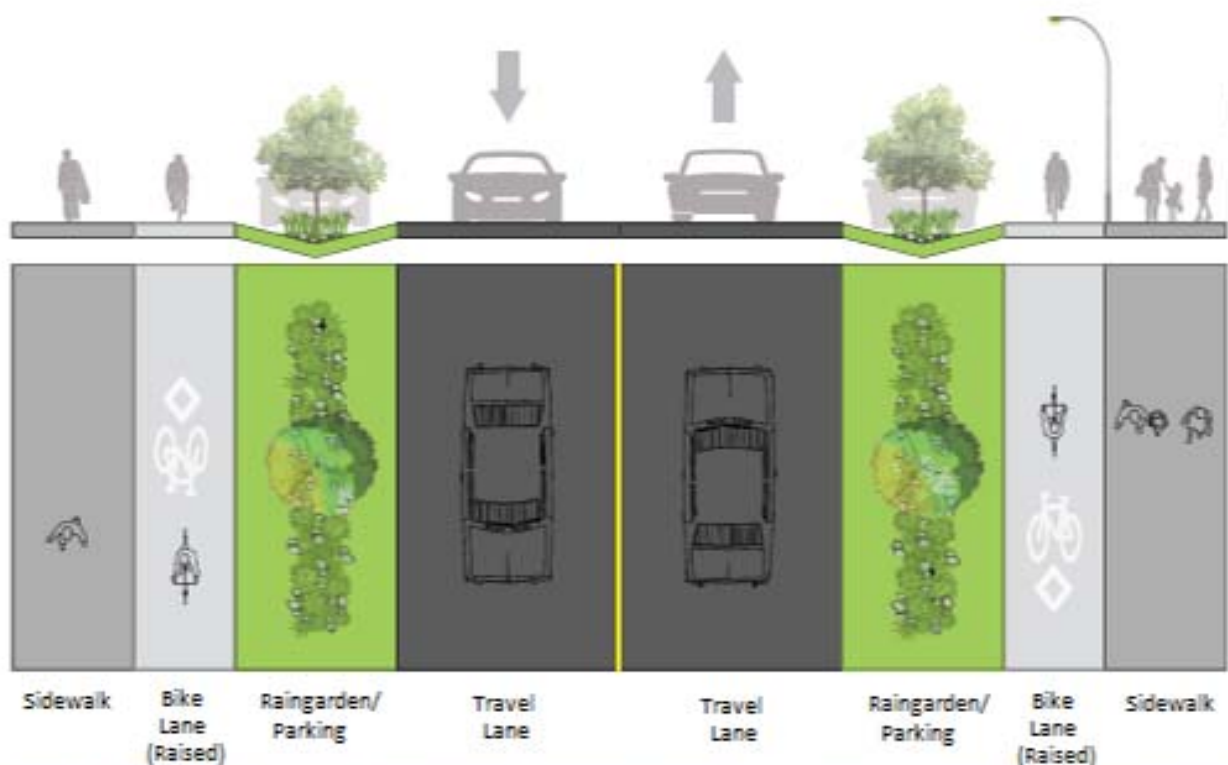 Sidewalk
Bike
Lane
(Raised)
Raingarden/
Parking
Travel
Lane
Travel
Lane
Raingarden/
Parking
Bike
Lane
(Raised)
Sidewalk